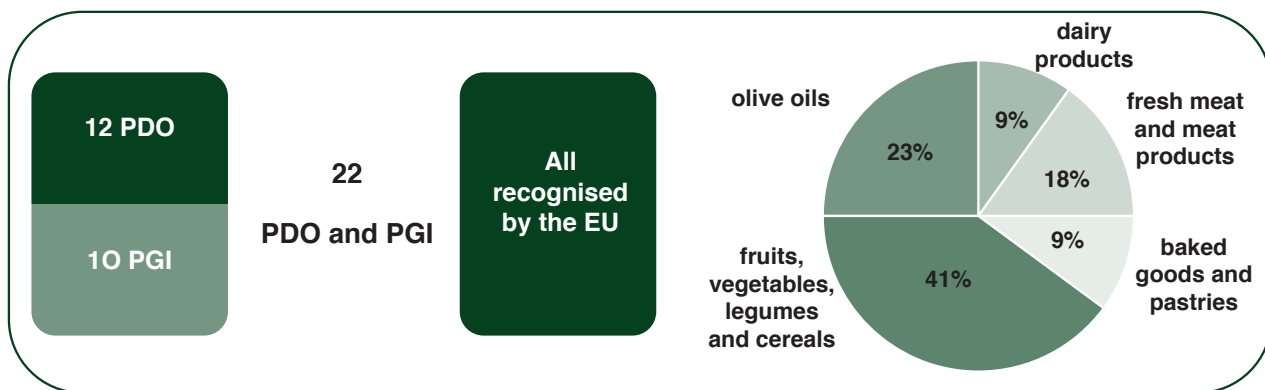 12 PDO
1O PGI
22
PDO and PGI
All
recognised
by the EU
olive oils
23%
dairy
products
9%
fresh meat
and meat
products
18%
baked
goods and
pastries
9%
fruits,
vegetables,
legumes
and cereals
41%